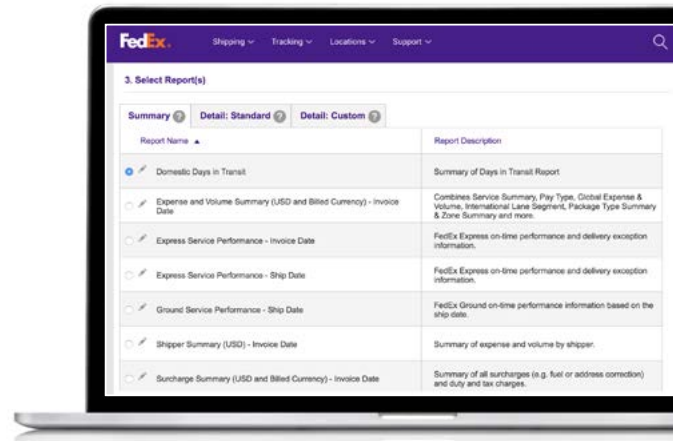 FedEx.
Shipping Tracking Locations Support
3. Select Report(s)
Summary ? Detail: Standard ? Detail: Custom ?
Report Name Report Description
Domestic Days in Transit Summary of Days in Transit Report
Expense and Volume Summary (USD and Billed Currency) - Invoice
Date
Combines Service Summary, Pay Type, Global Expense &
Volume, International Lane Segment, Package Type Summary
& Zone Summary and more.
Express Service Performance - Invoice Date
FedEx Express on-time performance and delivery exception
information.
Express Service Performance - Ship Date
FedEx Express on-time performance and delivery exception
information.
Ground Service Performance - Ship Date
FedEx Ground on-time performance information based on the
ship date.
Shipper Summary (USD) - Invoice Date
Summary of expense and volume by shipper.
Surcharge Summary (USD and Billed Currency) - Invoice Date
Summary of all surcharges (e.g. fuel or address correction)
and duty and tax charges.